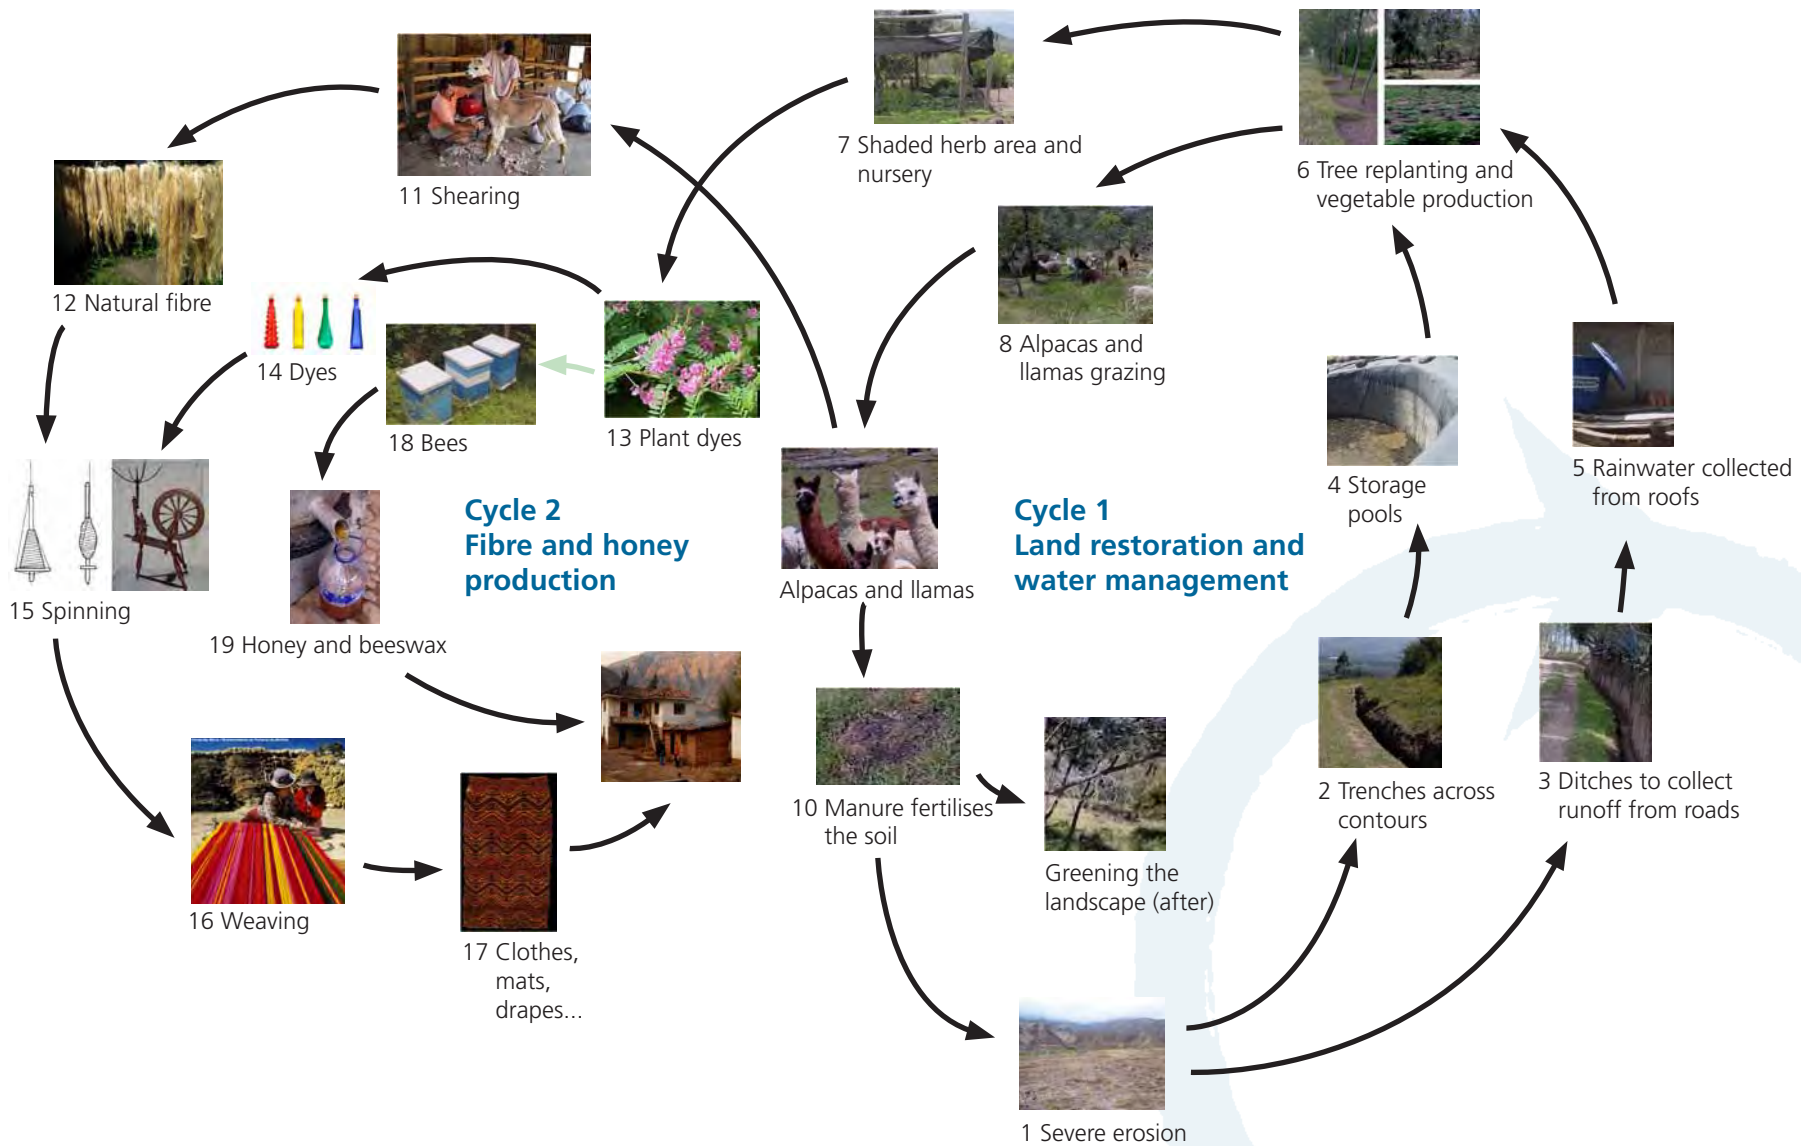 11 Shearing
7 Shaded herb area and
nursery
6 Tree replanting and
vegetable production
12 Natural fibre
8 Alpacas and
llamas grazing
14 Dyes
18 Bees
13 Plant dyes
5 Rainwater collected
from roofs
4 Storage
pools
Cycle 2
Fibre and honey
production
Cycle 1
Land restoration and
water management
Alpacas and llamas
15 Spinning
19 Honey and beeswax
2 Trenches across
contours
3 Ditches to collect
runoff from roads
10 Manure fertilises
the soil
Greening the
landscape (after)
16 Weaving
17 Clothes,
mats,
drapes...
1 Severe erosion